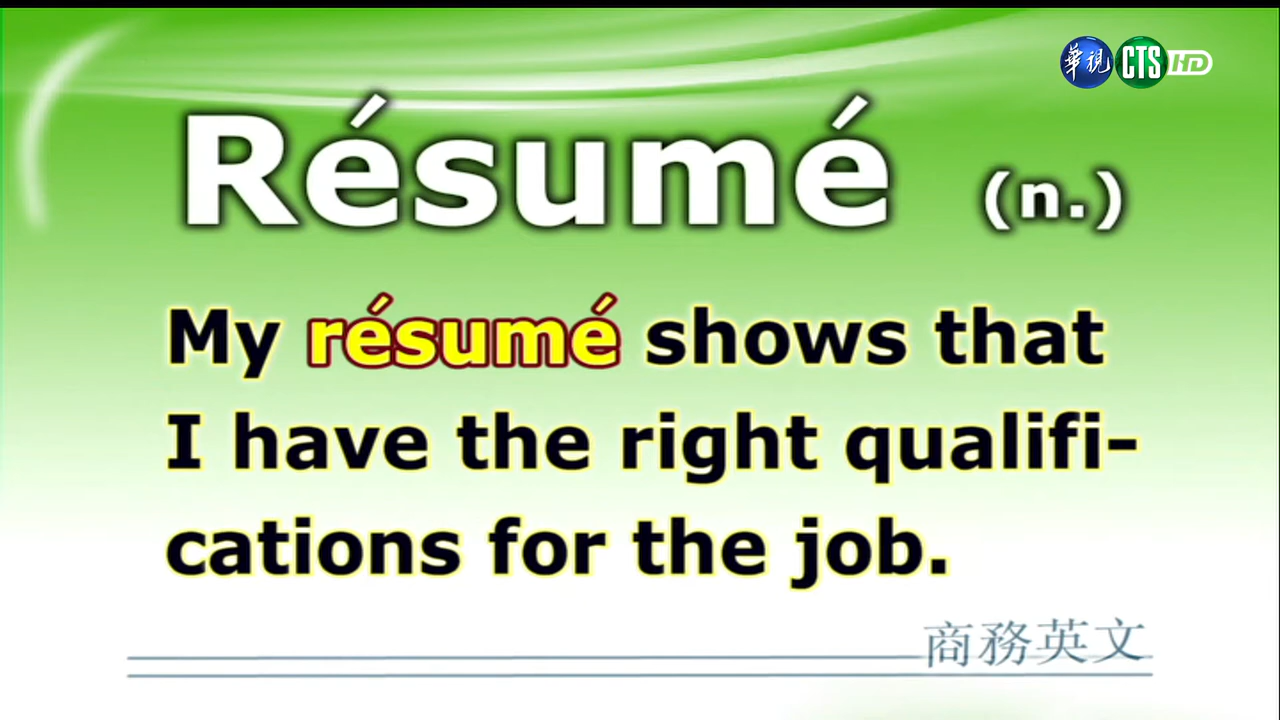 華視 CTS HD
Résumé (n.)
My résumé shows that
I have the right qualifi-
cations for the job.
商務英文